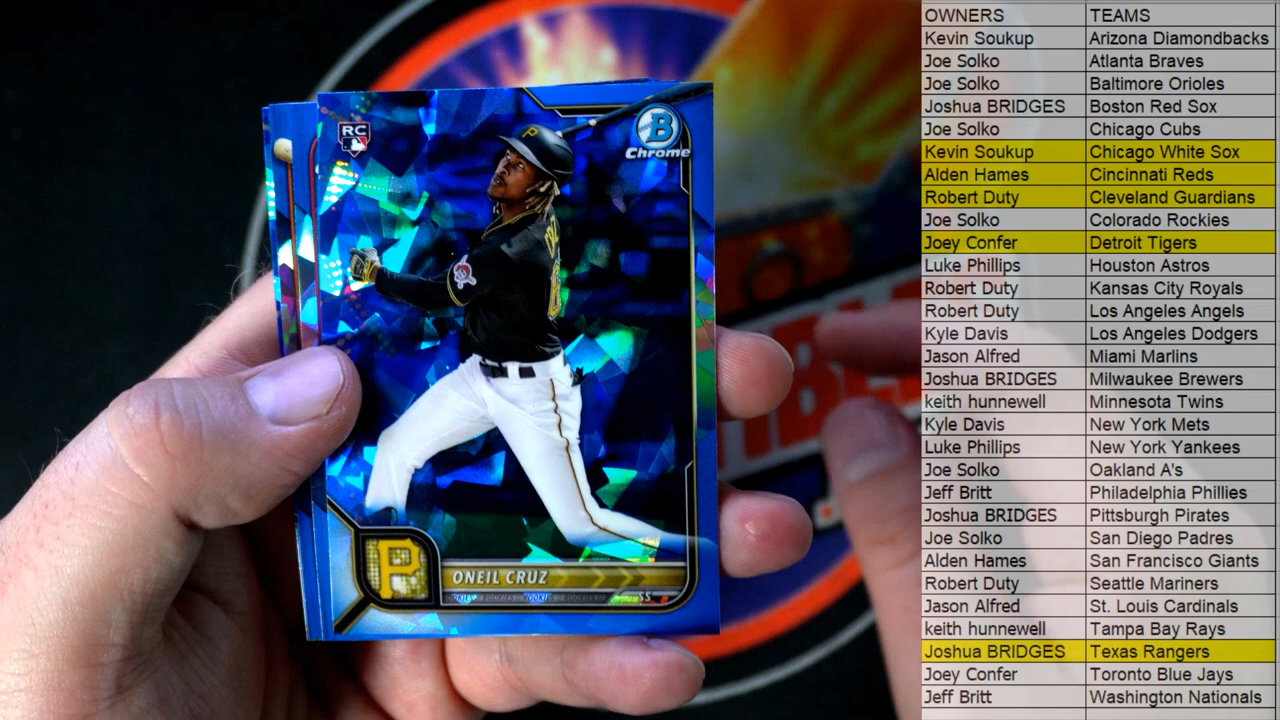 RC
B
Chrome
P
P
ONEIL CRUZ
ROOKIES
SS
OWNERS TEAMS
Kevin Soukup Arizona Diamondbacks
Joe Solko Atlanta Braves
Joe Solko Baltimore Orioles
Joshua BRIDGES Boston Red Sox
Joe Solko Chicago Cubs
Kevin Soukup Chicago White Sox
Alden Hames Cincinnati Reds
Robert Duty Cleveland Guardians
Joe Solko Colorado Rockies
Joey Confer Detroit Tigers
Luke Phillips Houston Astros
Robert Duty Kansas City Royals
Robert Duty Los Angeles Angels
Kyle Davis Los Angeles Dodgers
Jason Alfred Miami Marlins
Joshua BRIDGES Milwaukee Brewers
keith hunnewell Minnesota Twins
Kyle Davis New York Mets
Luke Phillips New York Yankees
Joe Solko Oakland A's
Jeff Britt Philadelphia Phillies
Joshua BRIDGES Pittsburgh Pirates
Joe Solko San Diego Padres
Alden Hames San Francisco Giants
Robert Duty Seattle Mariners
Jason Alfred St. Louis Cardinals
keith hunnewell Tampa Bay Rays
Joshua BRIDGES Texas Rangers
Joey Confer Toronto Blue Jays
Jeff Britt Washington Nationals